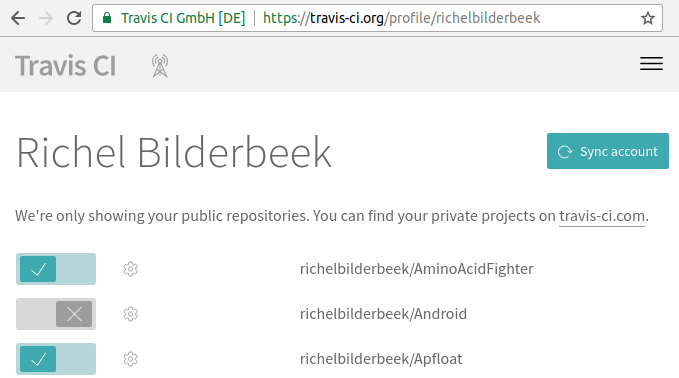 Travis CI GmbH [DE] https://travis-ci.org/profile/richelbilderbeek
Travis CI
Richel Bilderbeek
Sync account
We're only showing your public repositories. You can find your private projects on travis-ci.com.
richelbilderbeek/AminoAcidFighter
richelbilderbeek/Android
richelbilderbeek/Apfloat